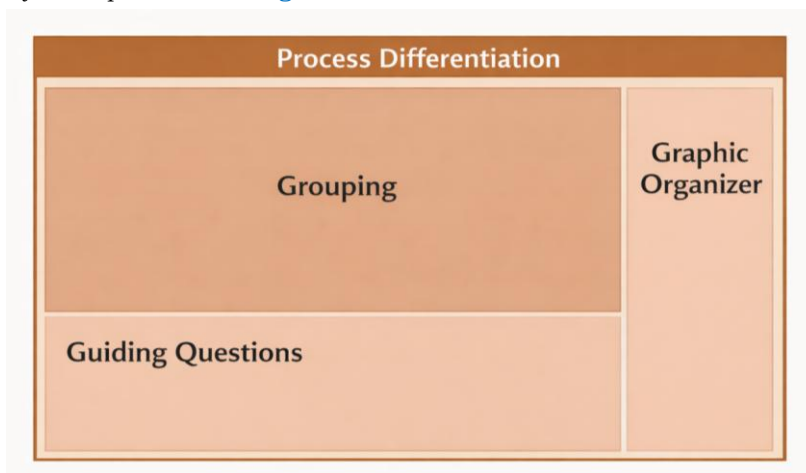 Process Differentiation
Grouping
Graphic
Organizer
Guiding Questions